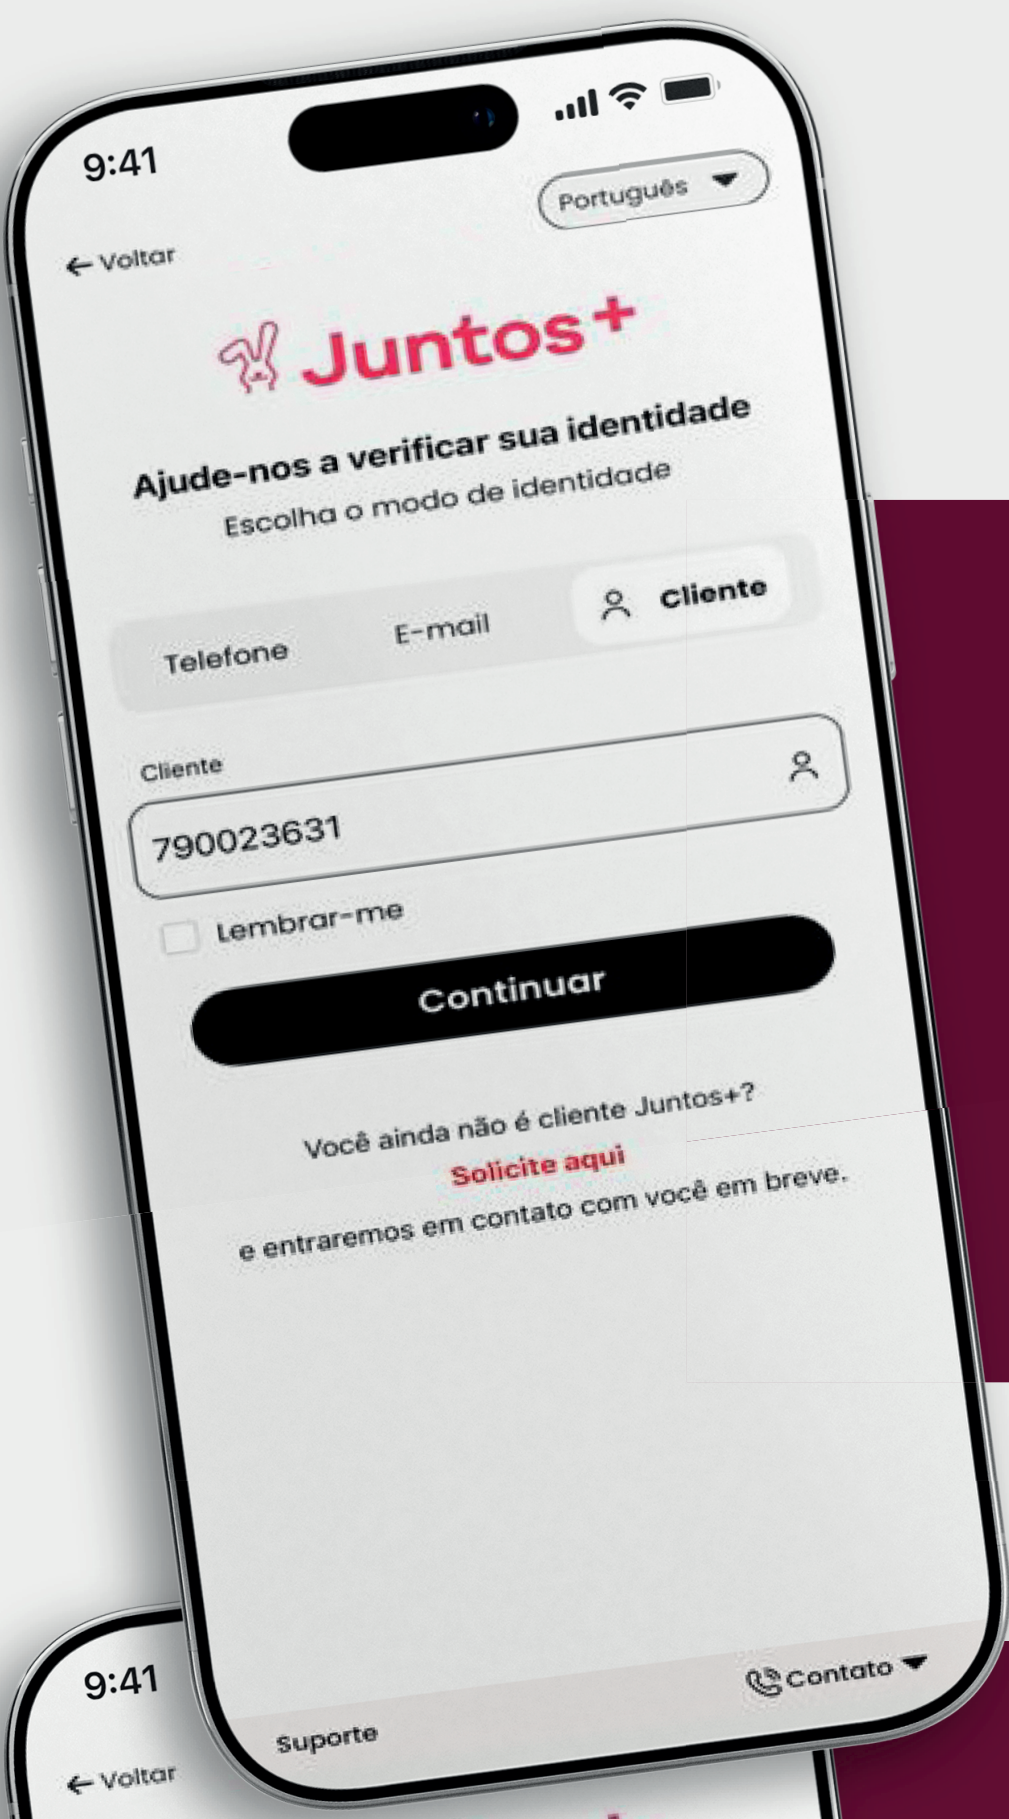 9:41
Português
← Voltar
Juntos+
Ajude-nos a verificar sua identidade
Escolha o modo de identidade
Telefone
E-mail
Cliente
Cliente
790023631
Lembrar-me
Continuar
Você ainda não é cliente Juntos+?
Solicite aqui
e entraremos em contato com você em breve.
Suporte
Contato
9:41
← Voltar